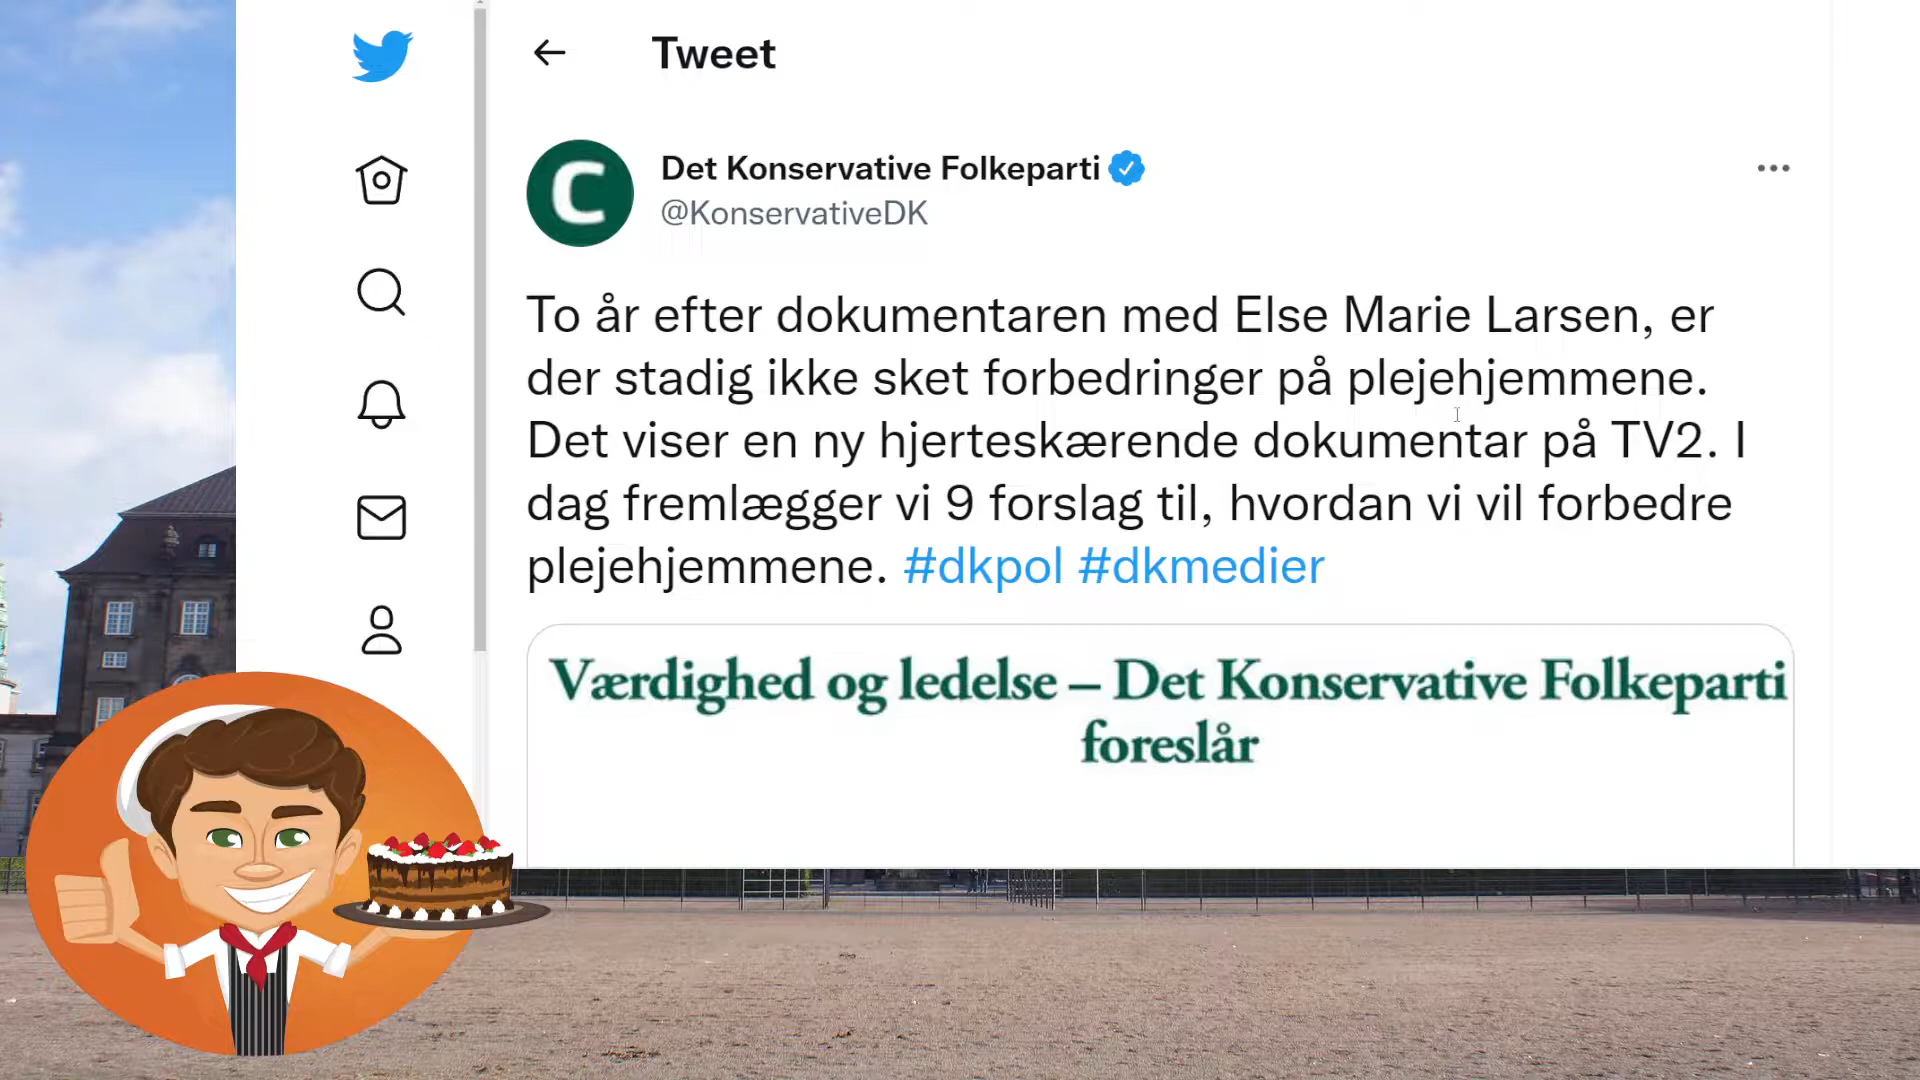 Tweet
C
Det Konservative Folkeparti
@KonservativeDK
To år efter dokumentaren med Else Marie Larsen, er
der stadig ikke sket forbedringer på plejehjemmene.
Det viser en ny hjerteskærende dokumentar på TV2. I
dag fremlægger vi 9 forslag til, hvordan vi vil forbedre
plejehjemmene. #dkpol #dkmedier
Værdighed og ledelse – Det Konservative Folkeparti
foreslår